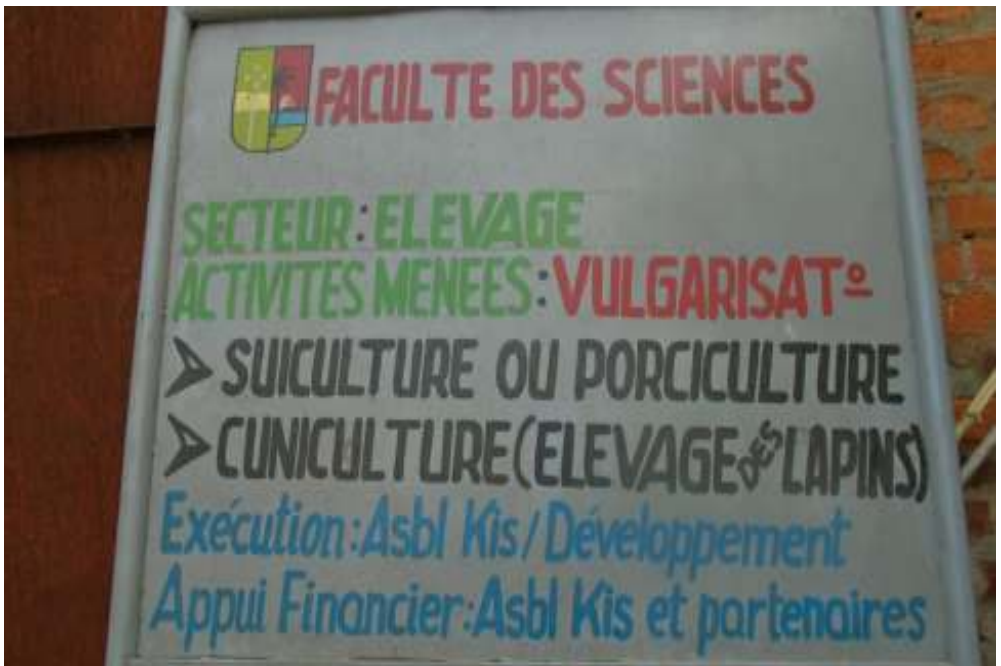 FACULTE DES SCIENCES
SECTEUR : ELEVAGE
ACTIVITES MENEES : VULGARISATº
➤ SUICULTURE OU PORCICULTURE
➤ CUNICULTURE (ELEVAGE DES LAPINS)
Exécution : Asbl Kis / Développement
Appui Financier : Asbl Kis et partenaires